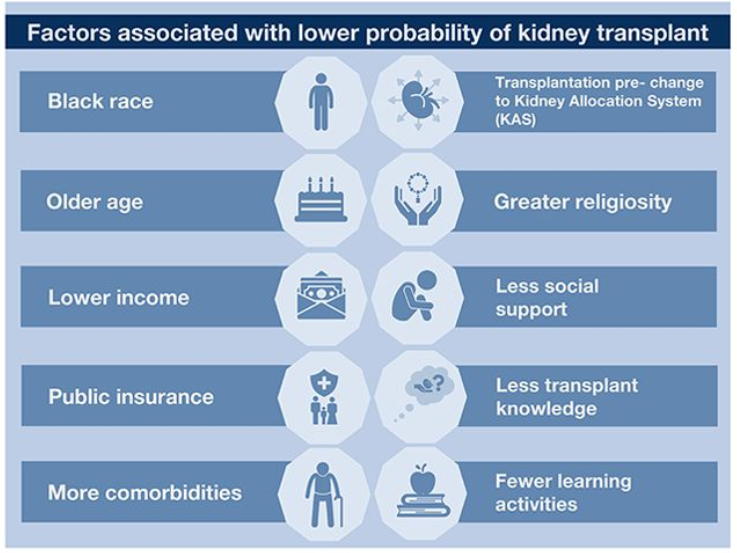 Factors associated with lower probability of kidney transplant
Black race
Transplantation pre- change
to Kidney Allocation System
(KAS)
Older age
Greater religiosity
Lower income
Less social
support
Public insurance
?
Less transplant
knowledge
More comorbidities
Fewer learning
activities